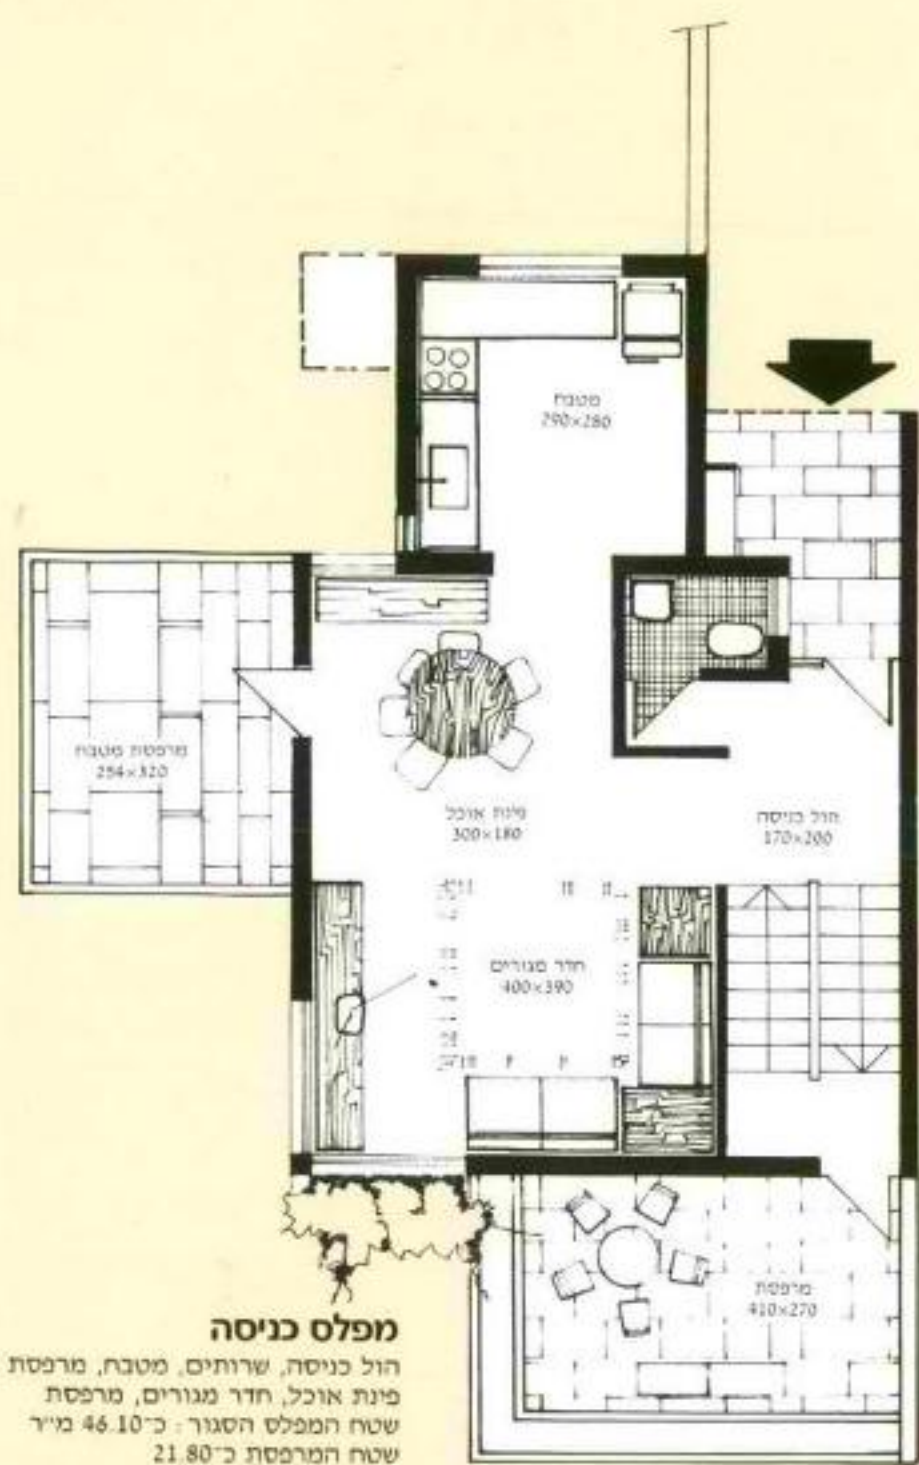 מטבח
290×280
מרפסת מטבח
254×320
פינת אוכל
300×180
הול כניסה
170×200
חדר מגורים
400×390
מרפסת
410×270
מפלס כניסה
הול כניסה, שרותים, מטבח, מרפסת
פינת אוכל, חדר מגורים, מרפסת
שטח המפלס הסגור: כ־46.10 מ״ר
שטח המרפסת כ־21.80